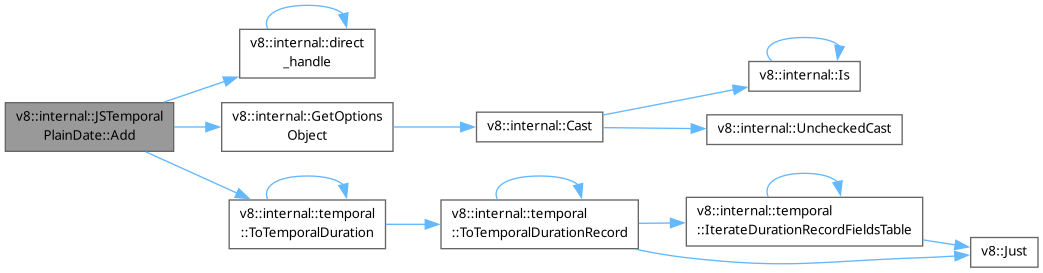 v8::internal::JSTemporal
PlainDate::Add
v8::internal::direct
_handle
v8::internal::GetOptions
Object
v8::internal::Cast
v8::internal::Is
v8::internal::UncheckedCast
v8::internal::temporal
::ToTemporalDuration
v8::internal::temporal
::ToTemporalDurationRecord
v8::internal::temporal
::IterateDurationRecordFieldsTable
v8::Just